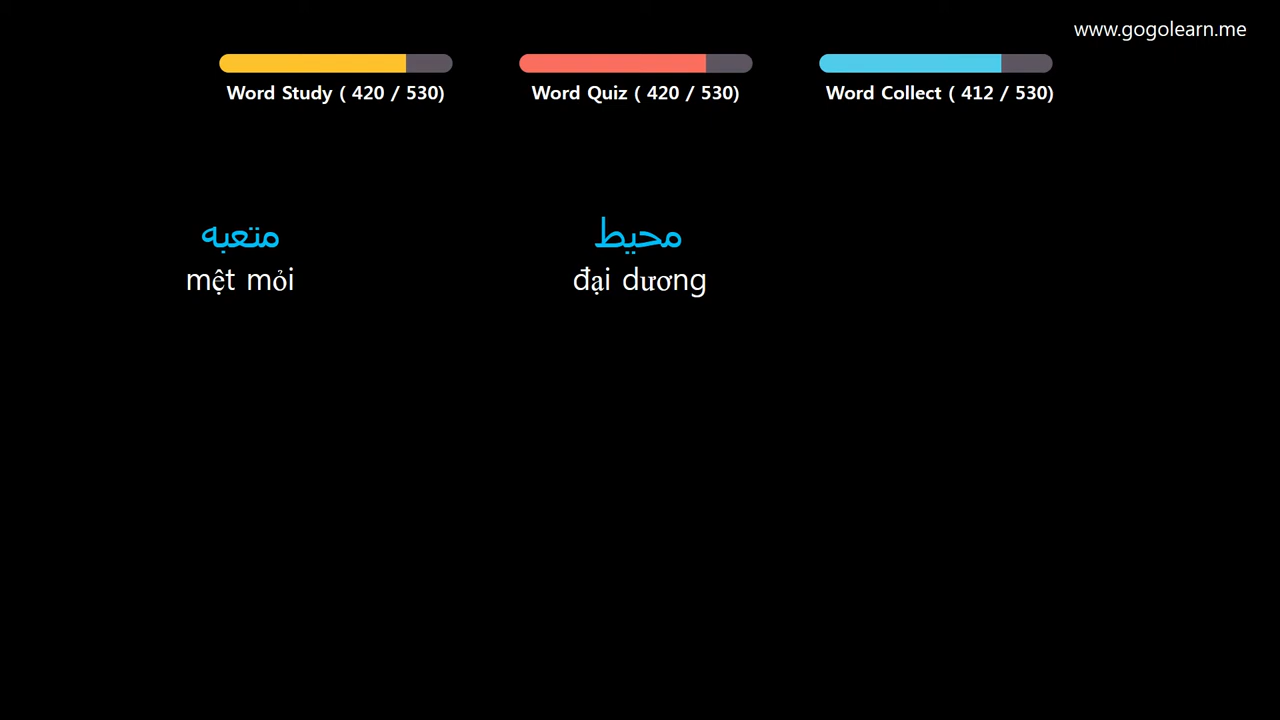 www.gogolearn.me
Word Study ( 420 / 530)
Word Quiz ( 420 / 530)
Word Collect ( 412 / 530)
متعبه
mệt mỏi
محيط
đại dương